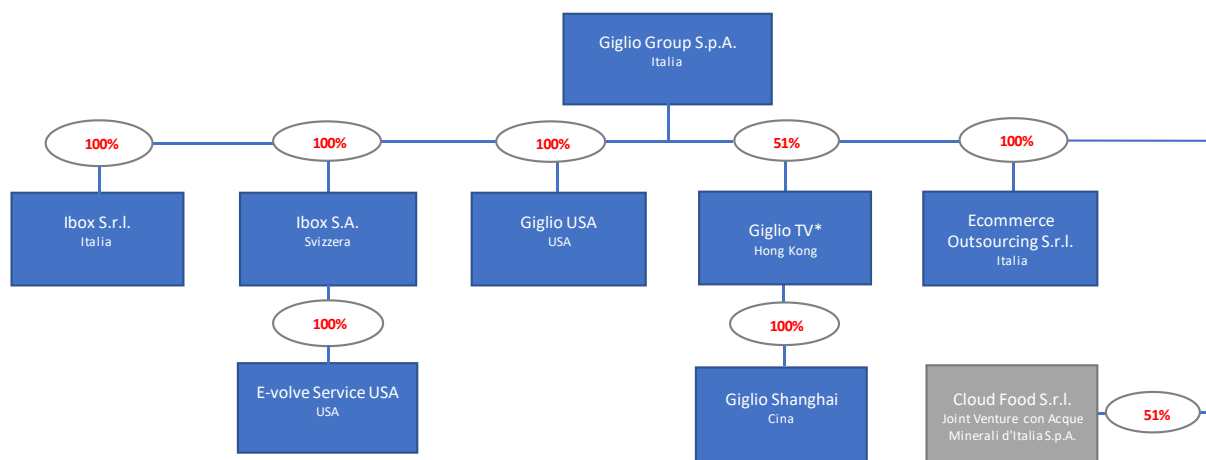 Giglio Group S.p.A.
Italia
100%
100%
100%
51%
100%
Ibox S.r.l.
Italia
Ibox S.A.
Svizzera
Giglio USA
USA
Giglio TV*
Hong Kong
Ecommerce
Outsourcing S.r.l.
Italia
100%
100%
E-volve Service USA
USA
Giglio Shanghai
Cina
Cloud Food S.r.l.
Joint Venture con Acque
Minerali d'Italia S.p.A.
51%